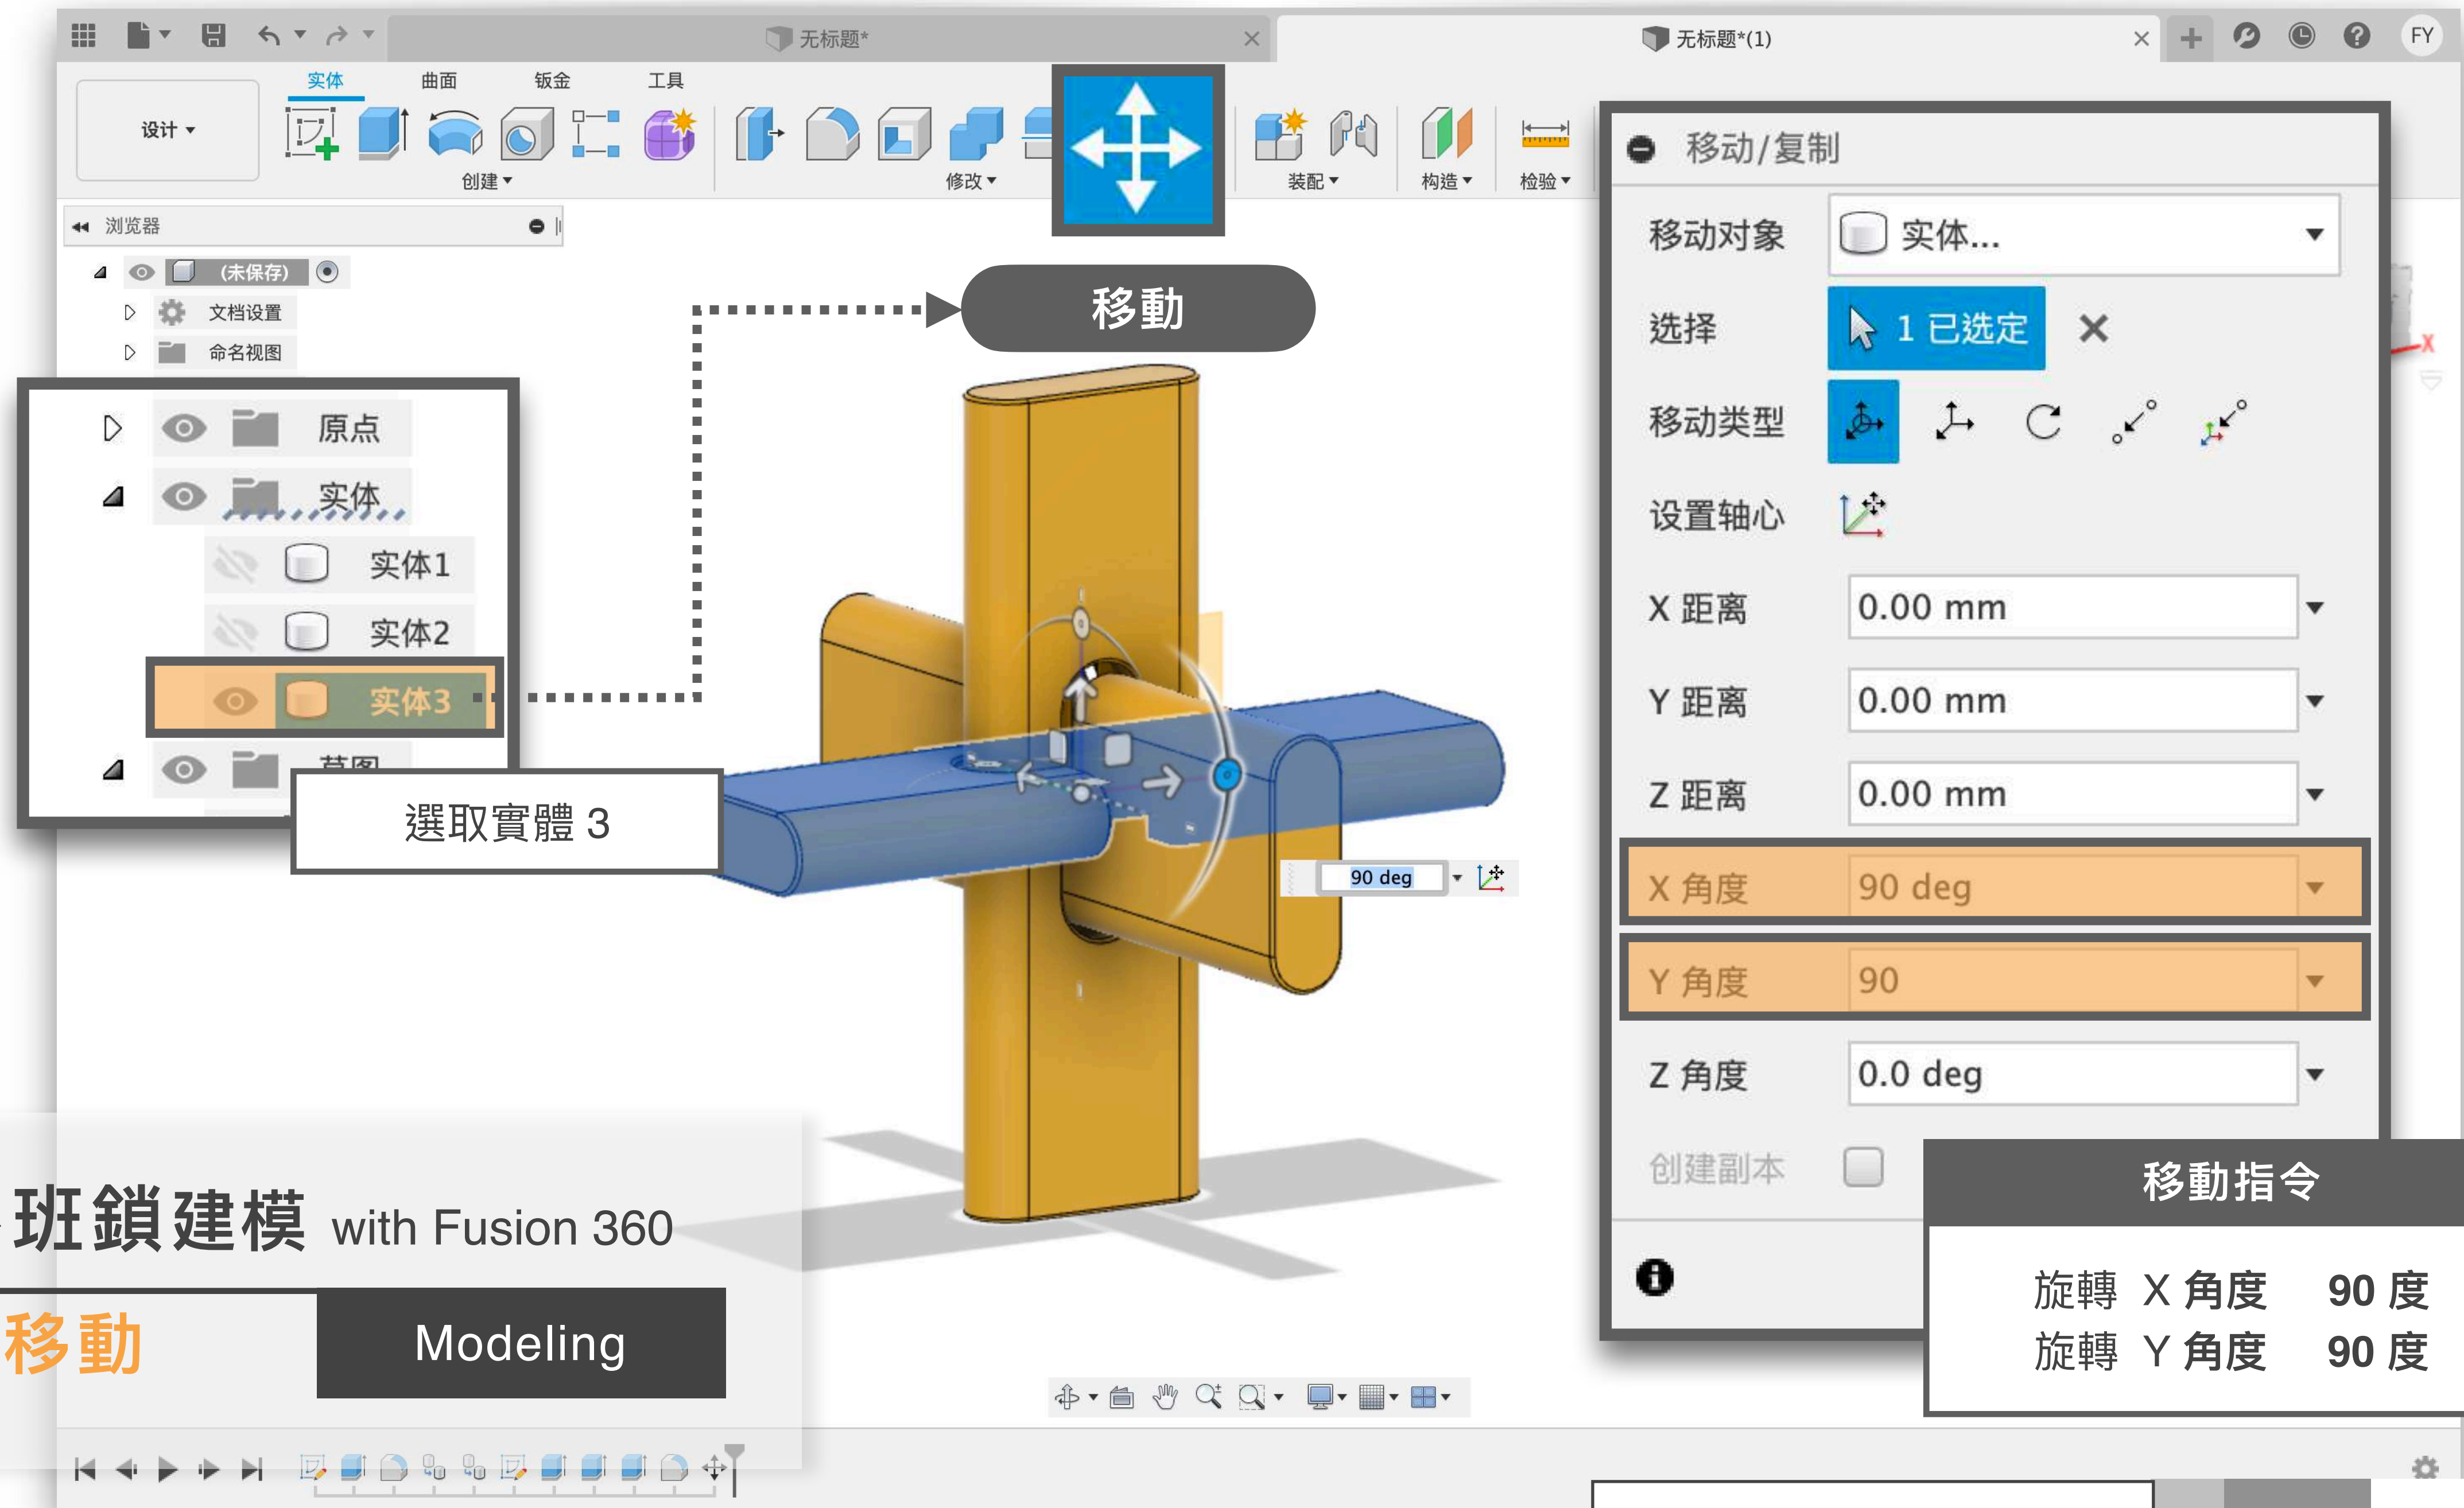 无标题*
无标题*(1)
FY
实体
曲面
钣金
工具
设计
创建
修改
装配
构造
检验
浏览器
(未保存)
文档设置
命名视图
原点
实体
实体1
实体2
实体3
草图
選取實體 3
移動
90 deg
X
移动/复制
移动对象 实体...
选择 1 已选定
移动类型
设置轴心
X 距离 0.00 mm
Y 距离 0.00 mm
Z 距离 0.00 mm
X 角度 90 deg
Y 角度 90
Z 角度 0.0 deg
创建副本
移動指令
旋轉 X 角度 90 度
旋轉 Y 角度 90 度
班鎖建模 with Fusion 360
移動
Modeling